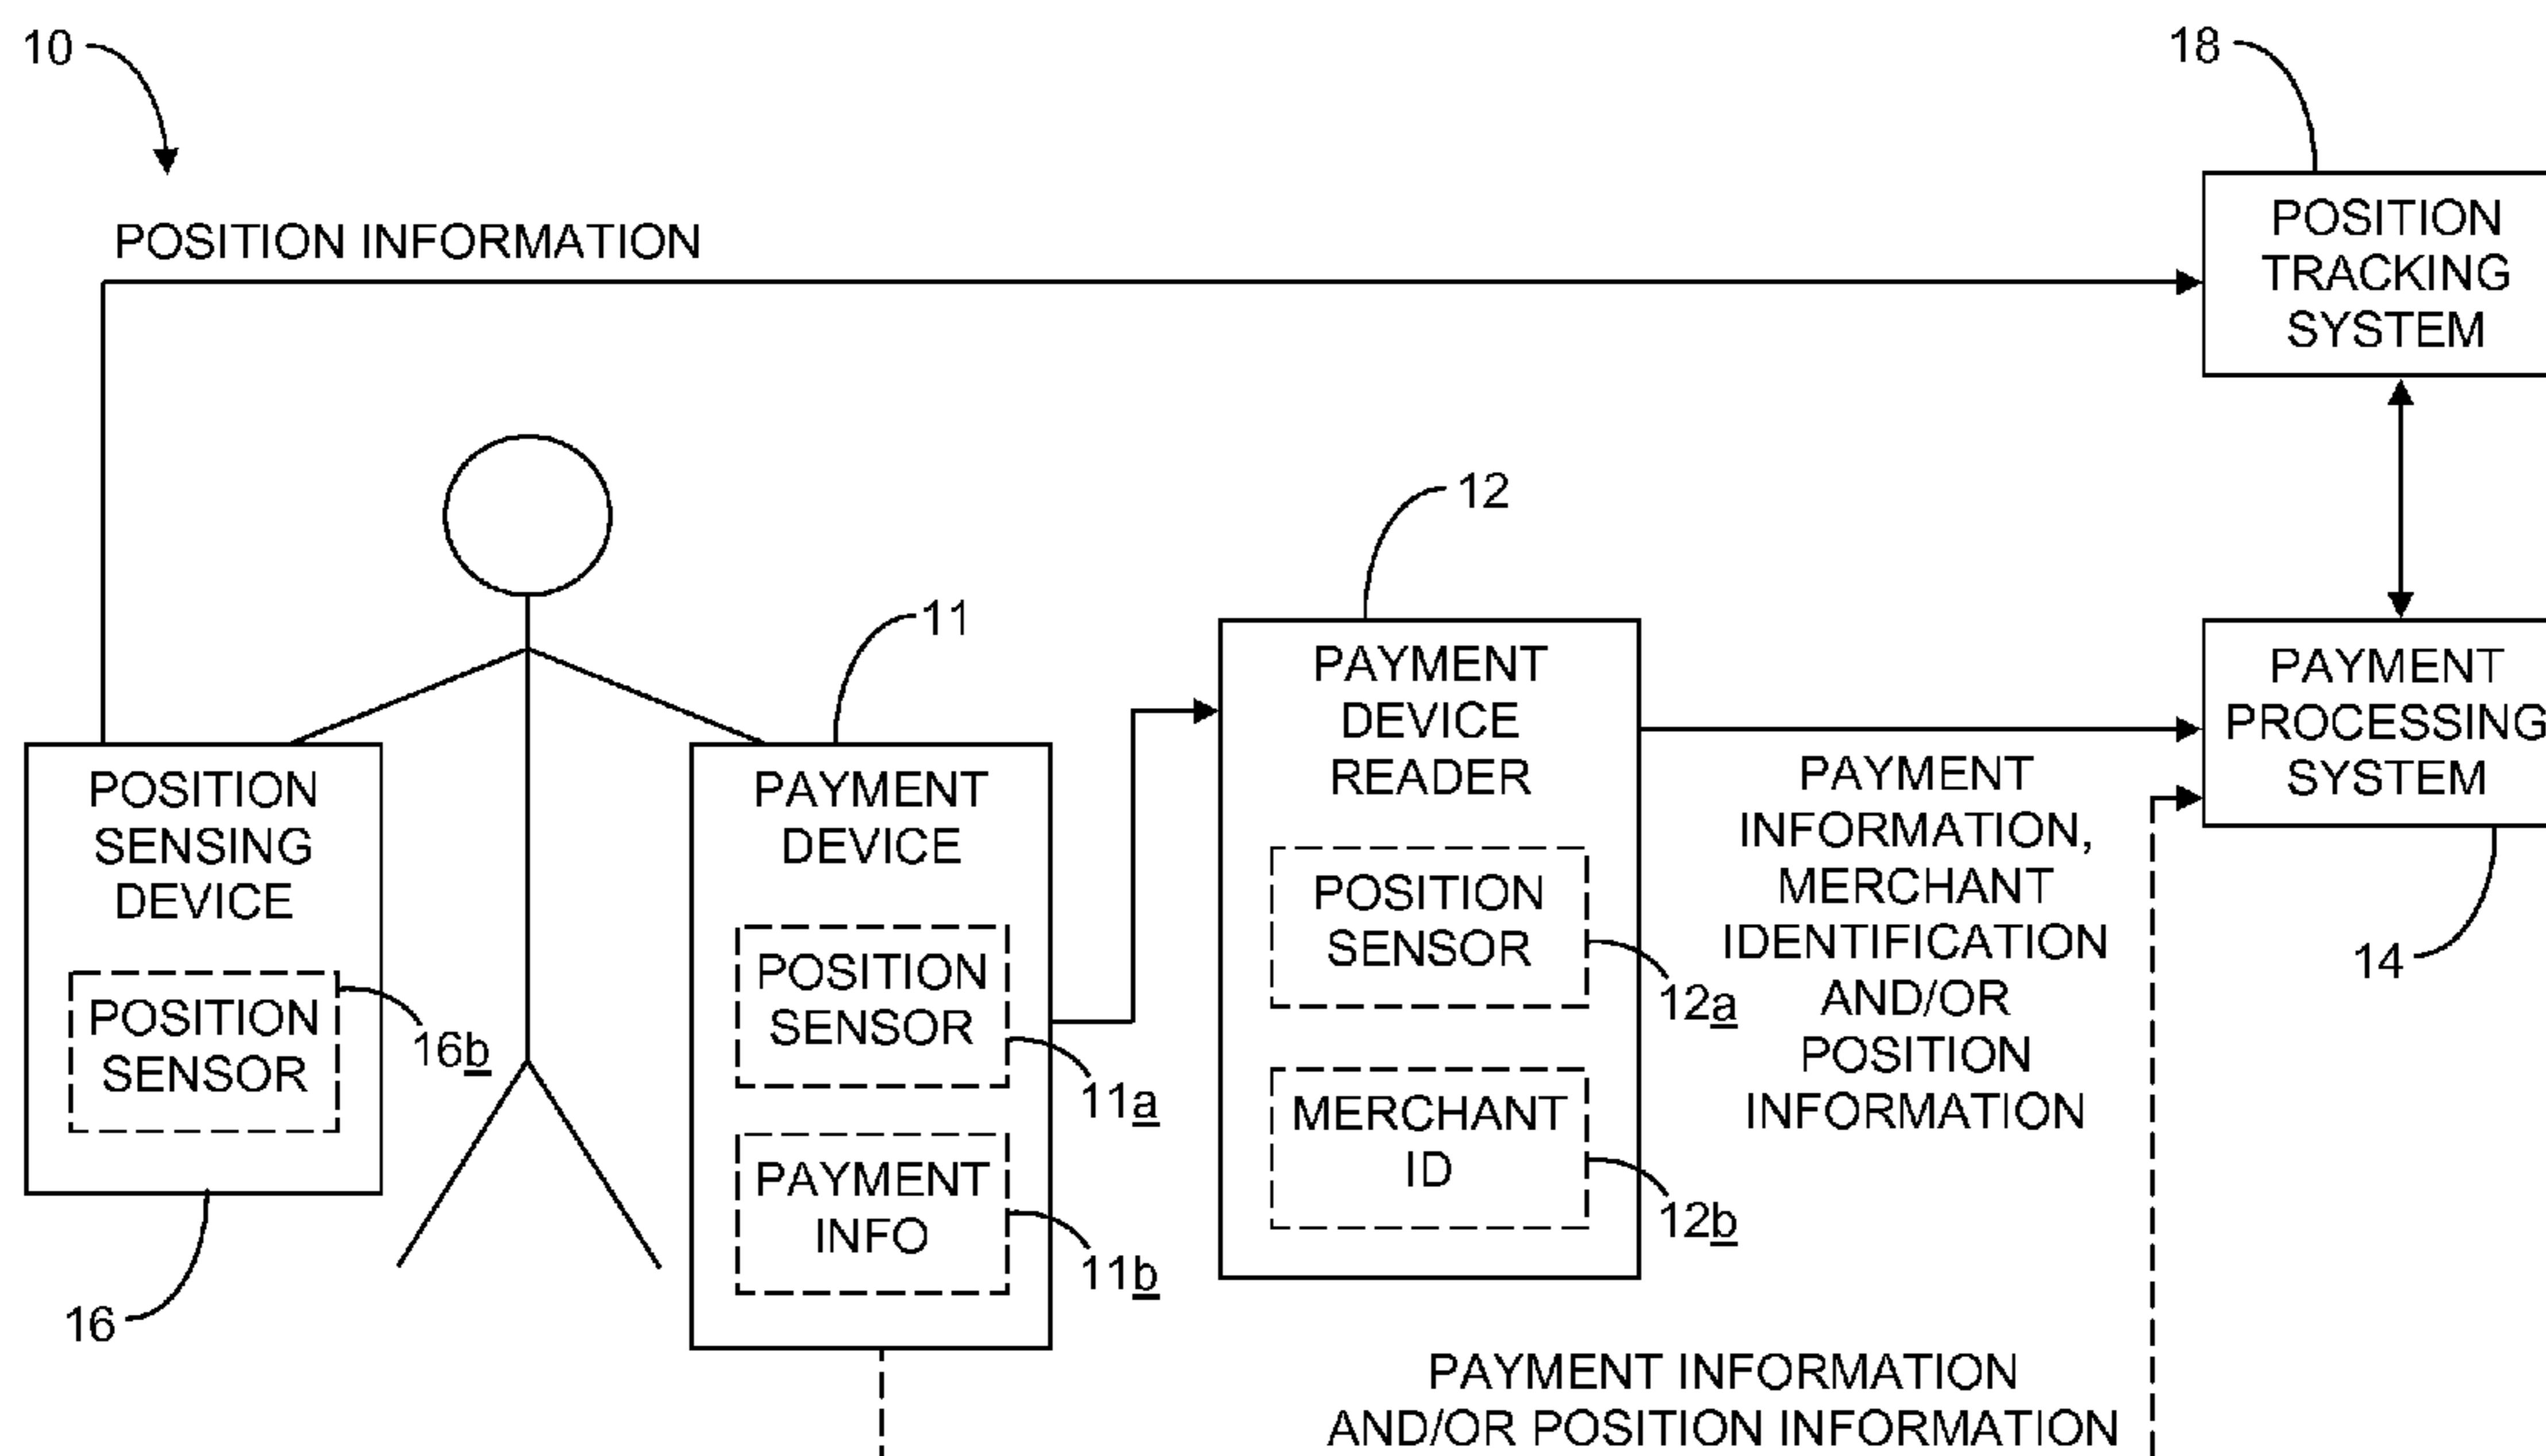 10
18
POSITION INFORMATION
POSITION
TRACKING
SYSTEM
12
11
POSITION
SENSING
DEVICE
POSITION
SENSOR
16b
16
PAYMENT
DEVICE
POSITION
SENSOR
11a
PAYMENT
INFO
11b
PAYMENT
DEVICE
READER
POSITION
SENSOR
12a
MERCHANT
ID
12b
PAYMENT
INFORMATION,
MERCHANT
IDENTIFICATION
AND/OR
POSITION
INFORMATION
PAYMENT
PROCESSING
SYSTEM
14
PAYMENT INFORMATION
AND/OR POSITION INFORMATION